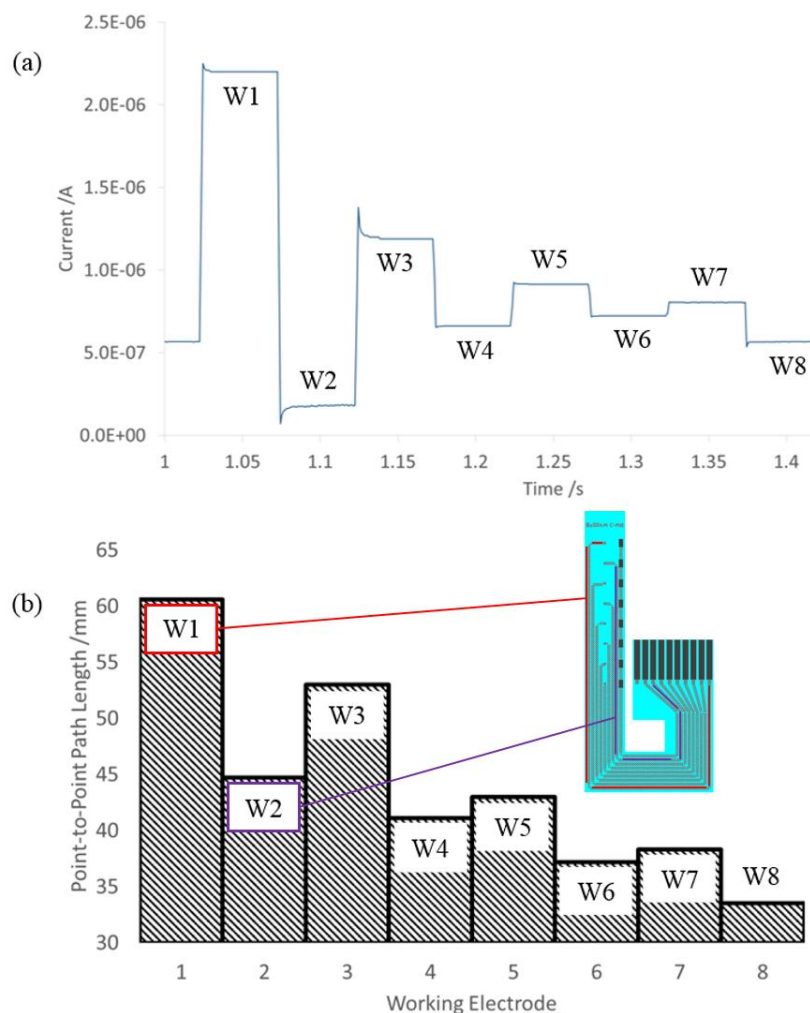 (a)
2.5E-06
2.0E-06
1.5E-06
1.0E-06
5.0E-07
0.0E+00
Current /A
W1
W2
W3
W4
W5
W6
W7
W8
1 1.05 1.1 1.15 1.2 1.25 1.3 1.35 1.4
Time /s
(b)
65
60
55
50
45
40
35
30
Point-to-Point Path Length /mm
W1
W2
W3
W4
W5
W6
W7
W8
1 2 3 4 5 6 7 8
Working Electrode